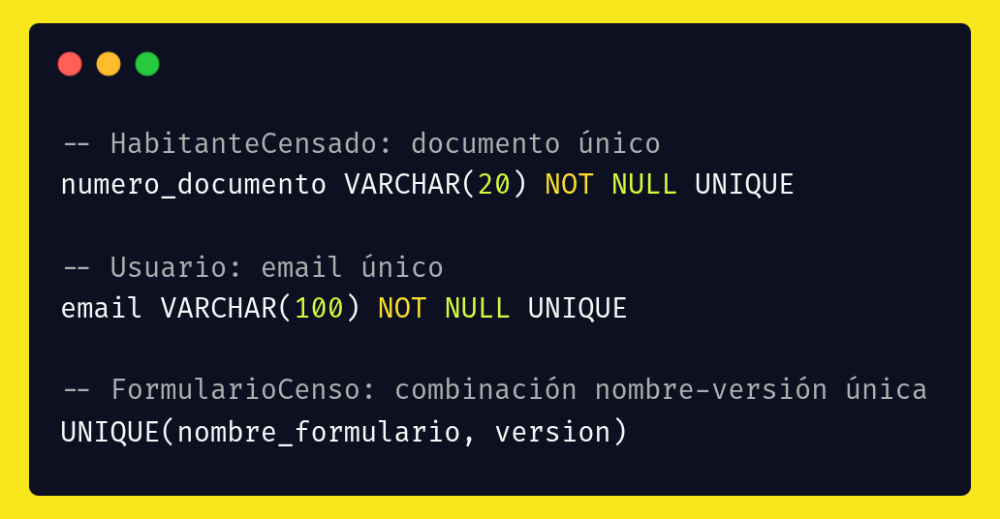 -- HabitanteCensado: documento único
numero_documento VARCHAR(20) NOT NULL UNIQUE
-- Usuario: email único
email VARCHAR(100) NOT NULL UNIQUE
-- FormularioCenso: combinación nombre-versión única
UNIQUE(nombre_formulario, version)